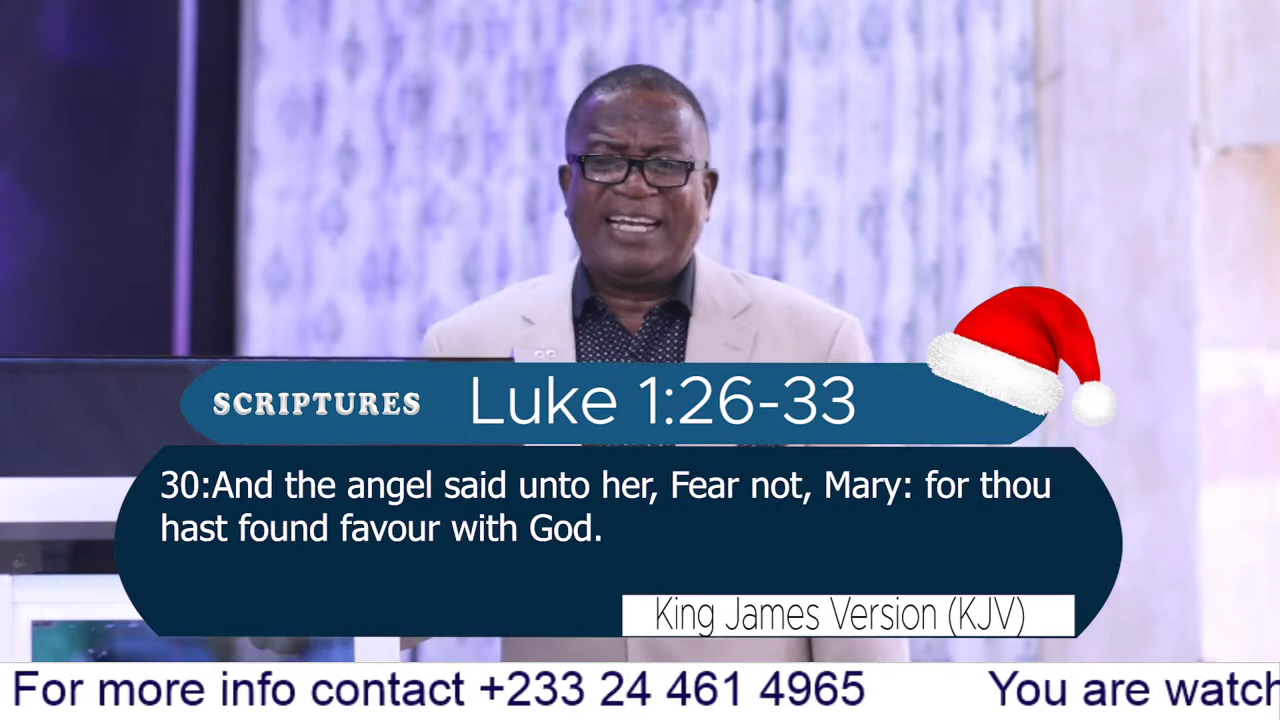 SCRIPTURES Luke 1:26-33
30:And the angel said unto her, Fear not, Mary: for thou
hast found favour with God.
King James Version (KJV)
For more info contact +233 24 461 4965 You are watch